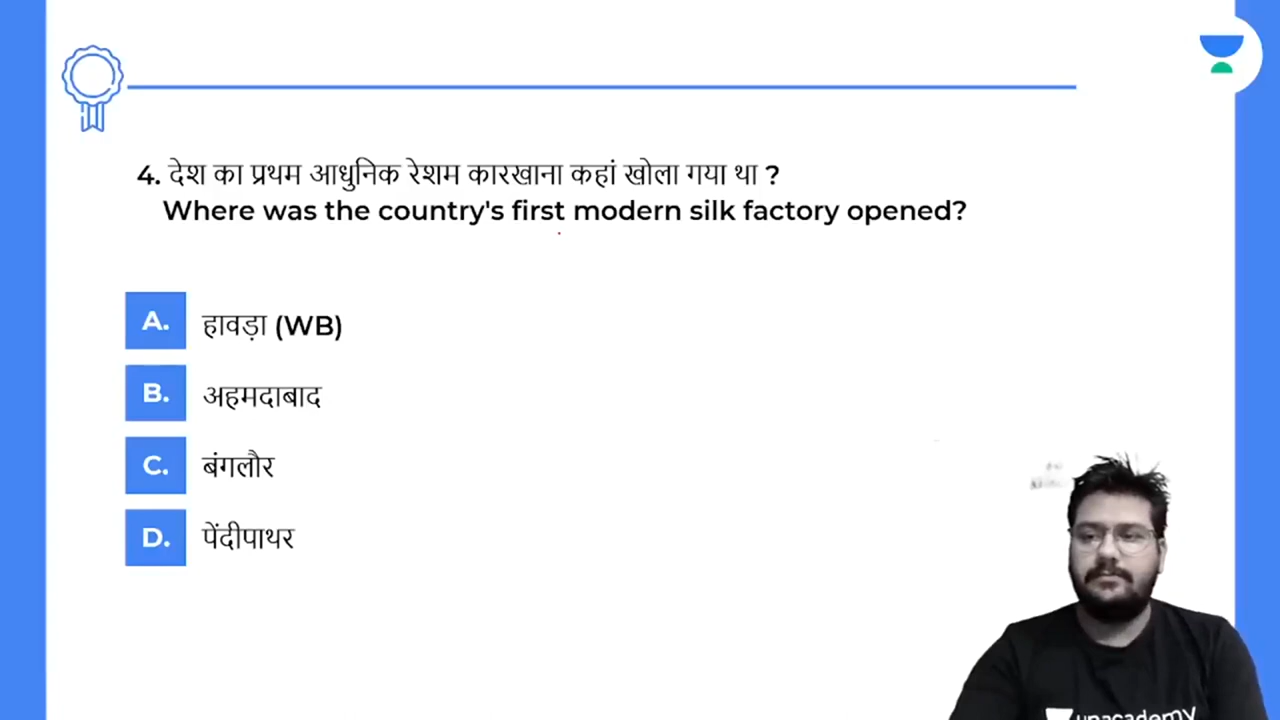 4. देश का प्रथम आधुनिक रेशम कारखाना कहां खोला गया था ?
Where was the country's first modern silk factory opened?
A. हावड़ा (WB)
B. अहमदाबाद
C. बंगलौर
D. पेंदीपाथर
unacademy